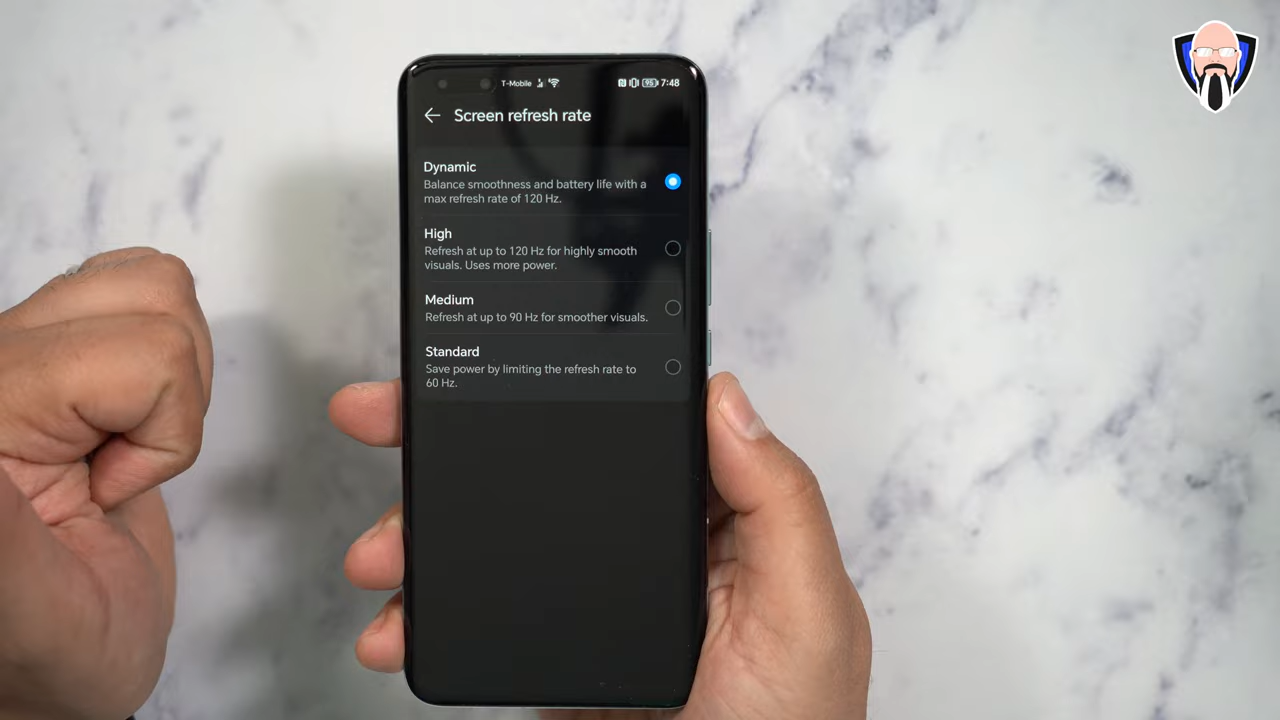 T-Mobile 95 7:48
Screen refresh rate
Dynamic
Balance smoothness and battery life with a
max refresh rate of 120 Hz.
High
Refresh at up to 120 Hz for highly smooth
visuals. Uses more power.
Medium
Refresh at up to 90 Hz for smoother visuals.
Standard
Save power by limiting the refresh rate to
60 Hz.